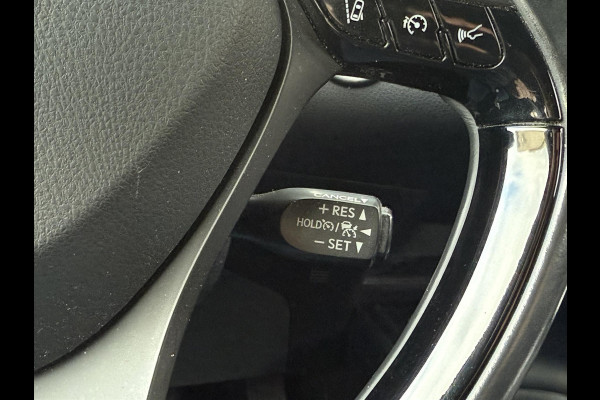 CANCEL
+ RES ▲
HOLD / ◄
− SET ▼